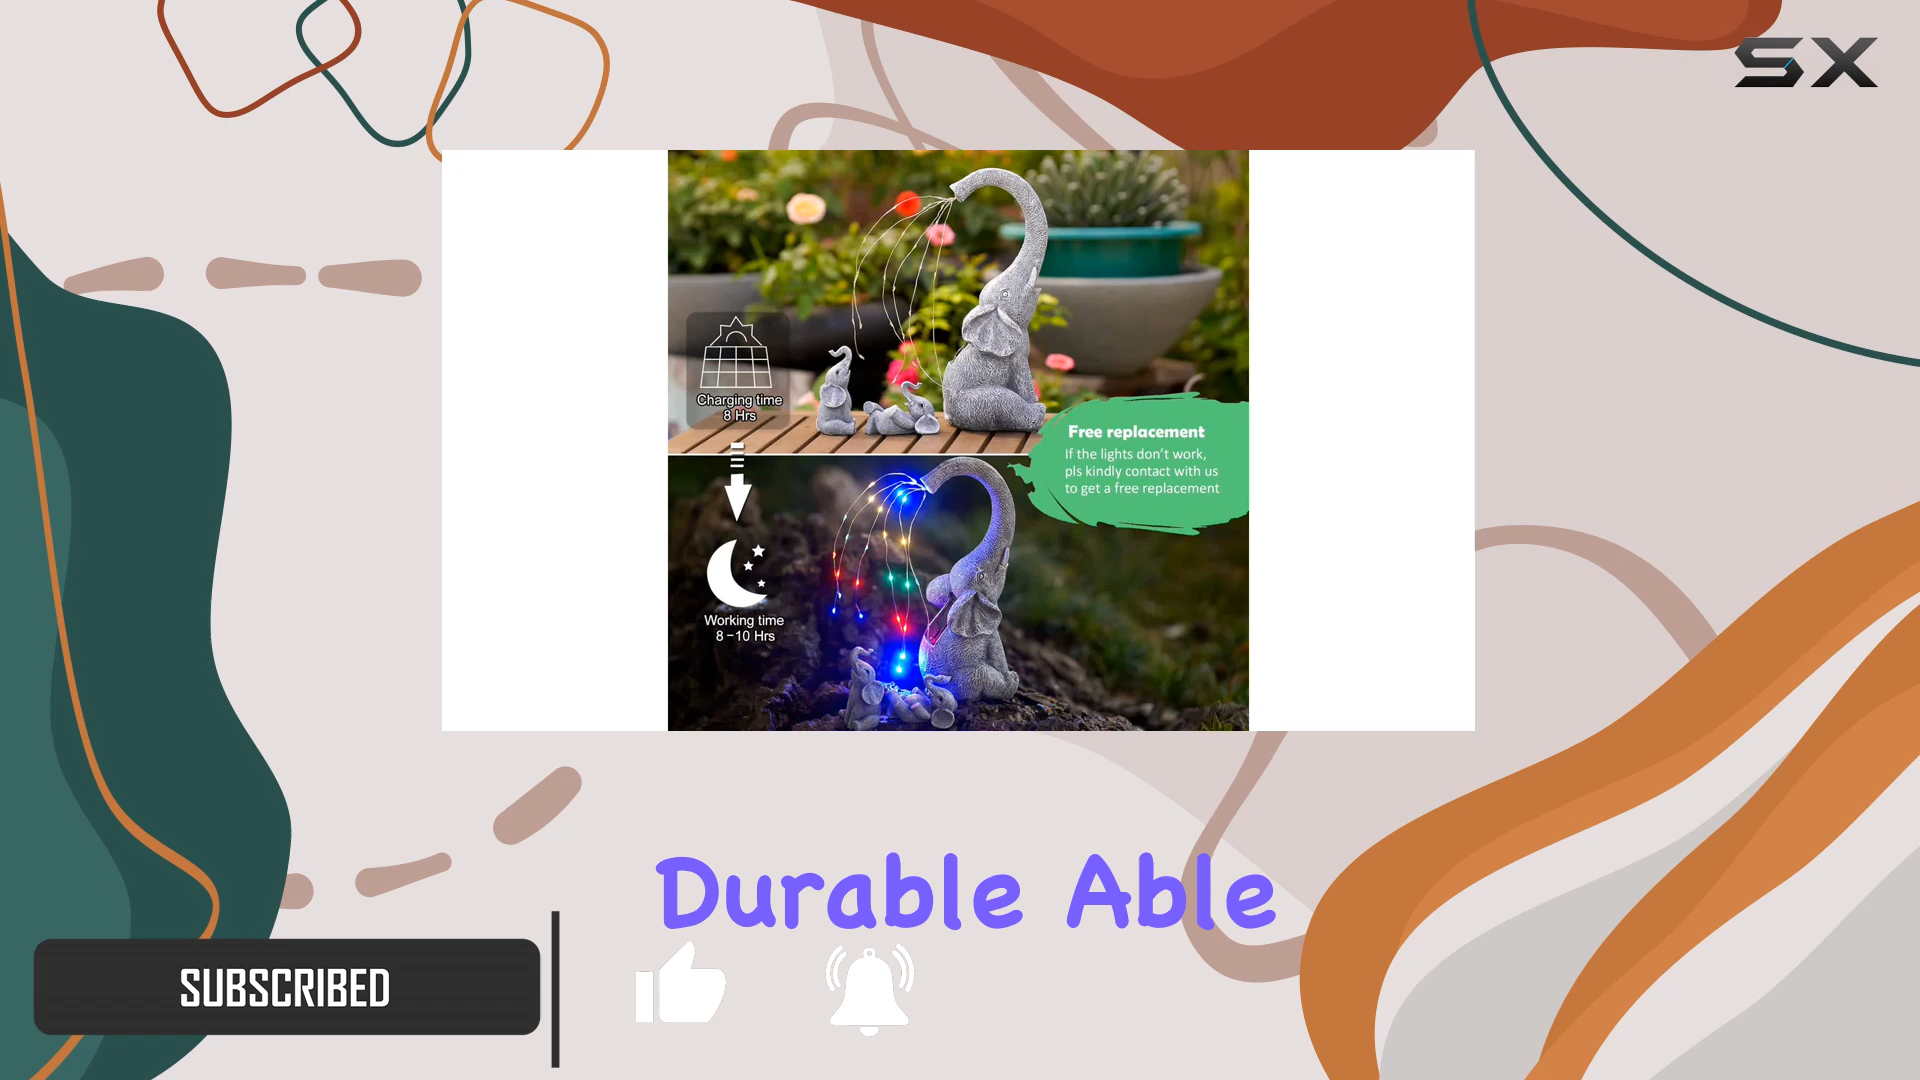 SX
Charging time
8 Hrs
Free replacement
If the lights don’t work,
pls kindly contact with us
to get a free replacement
Working time
8–10 Hrs
Durable Able
SUBSCRIBED